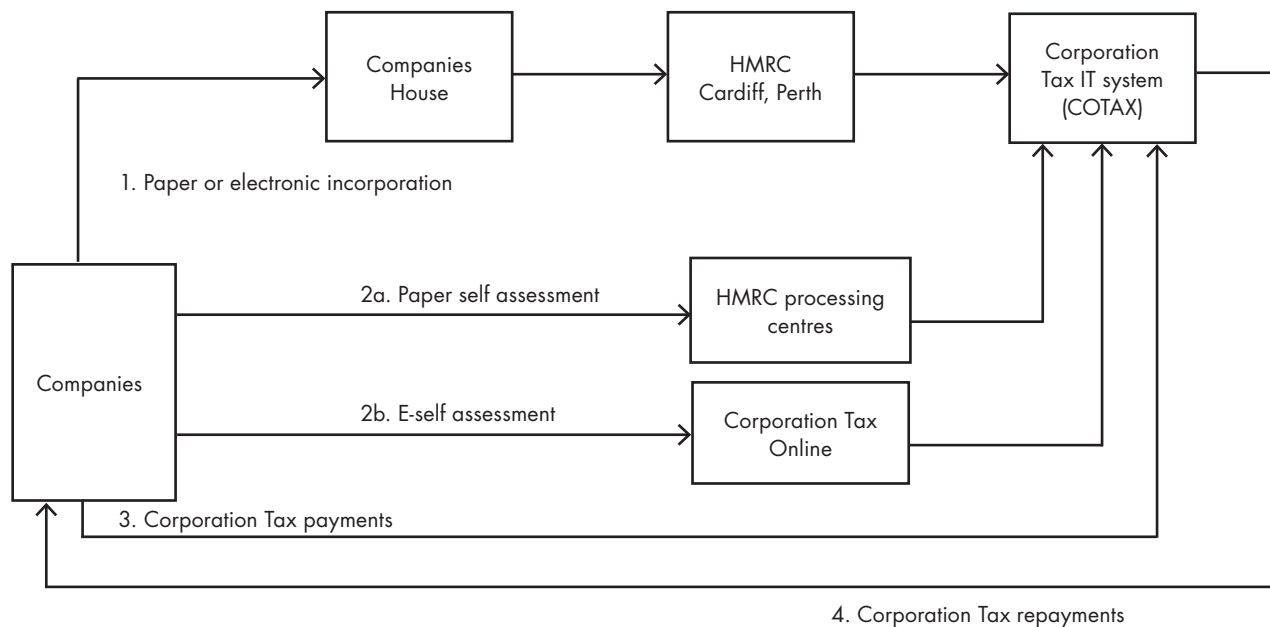 Companies
House
HMRC
Cardiff, Perth
Corporation
Tax IT system
(COTAX)
1. Paper or electronic incorporation
2a. Paper self assessment
HMRC processing
centres
Companies
2b. E-self assessment
Corporation Tax
Online
3. Corporation Tax payments
4. Corporation Tax repayments